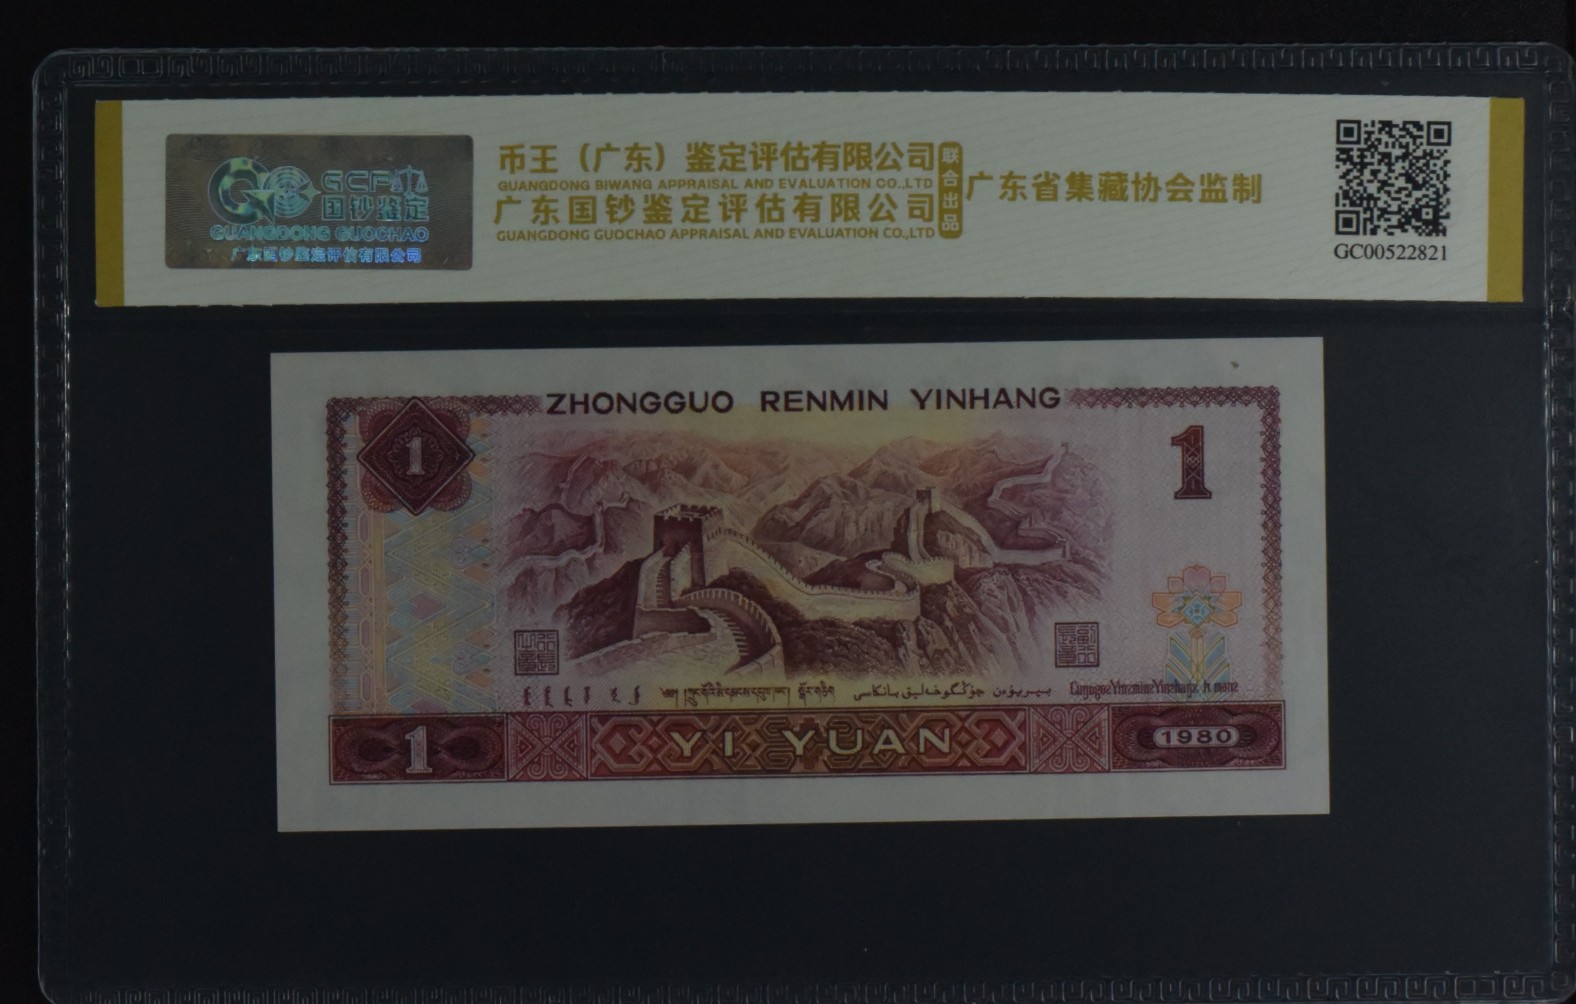 GCF
国钞鉴定
GUANGDONG GUOCHAO
广东国钞鉴定评估有限公司
币王（广东）鉴定评估有限公司
GUANGDONG BIWANG APPRAISAL AND EVALUATION CO.,LTD
广东国钞鉴定评估有限公司
GUANGDONG GUOCHAO APPRAISAL AND EVALUATION CO.,LTD
联合出品
广东省集藏协会监制
GC00522821
ZHONGGUO RENMIN YINHANG
1
1
1
YI YUAN
1980